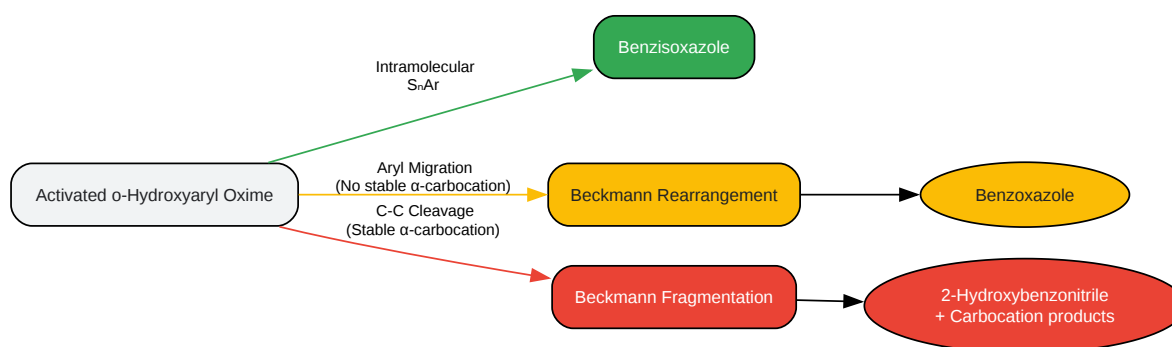 Benzisoxazole
Intramolecular
SₙAr
Aryl Migration
(No stable α-carbocation)
Activated o-Hydroxyaryl Oxime
Beckmann Rearrangement
Benzoxazole
C-C Cleavage
(Stable α-carbocation)
Beckmann Fragmentation
2-Hydroxybenzonitrile
+ Carbocation products